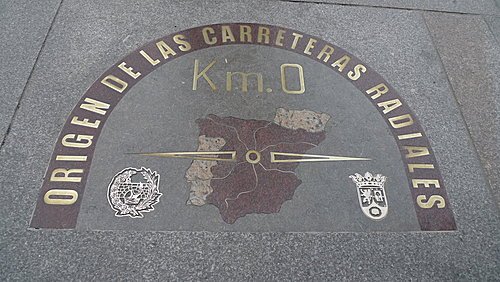 ORIGEN DE LAS CARRETERAS RADIALES
Km. 0